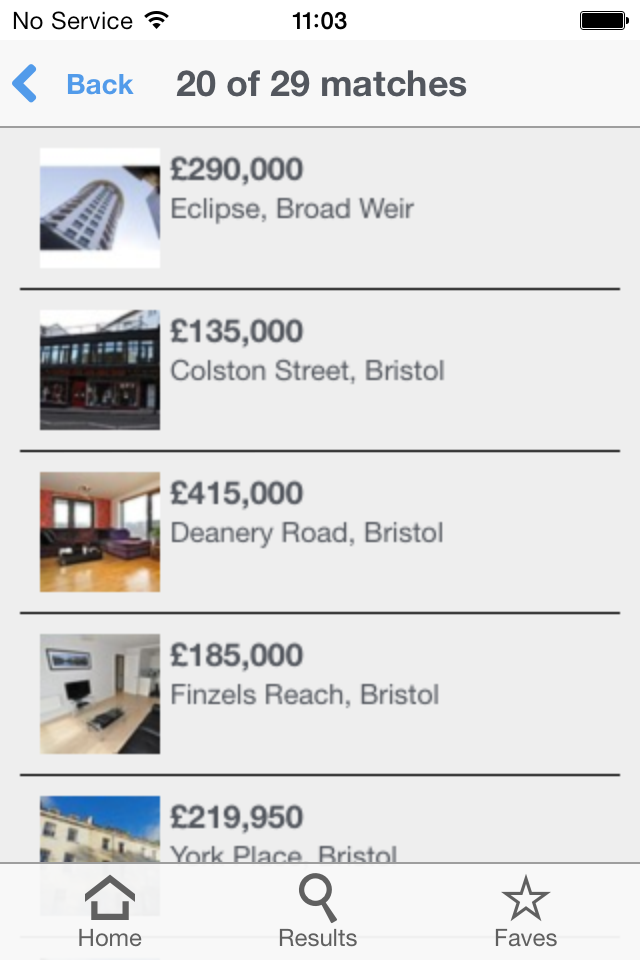 No Service 11:03
Back 20 of 29 matches
£290,000
Eclipse, Broad Weir
£135,000
Colston Street, Bristol
£415,000
Deanery Road, Bristol
£185,000
Finzels Reach, Bristol
£219,950
York Place, Bristol
Home Results Faves